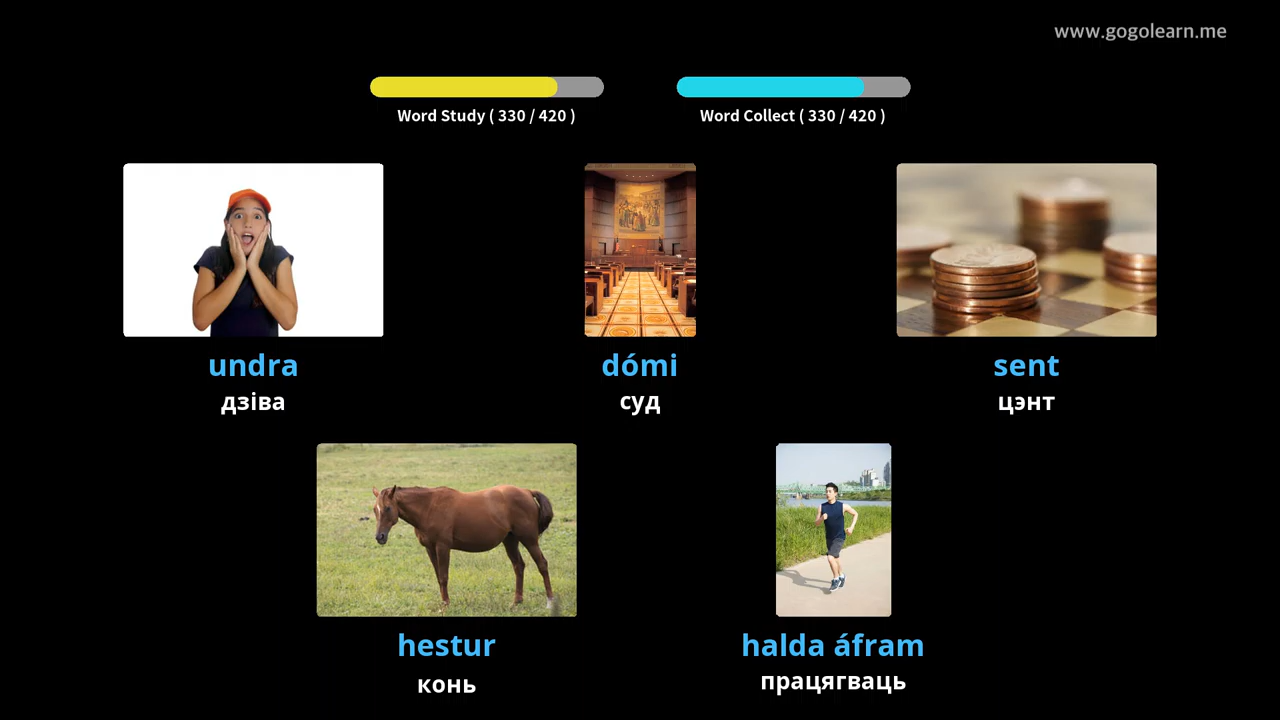 www.gogolearn.me
Word Study ( 330 / 420 )
Word Collect ( 330 / 420 )
undra
дзіва
dómi
суд
sent
цэнт
hestur
конь
halda áfram
працягваць